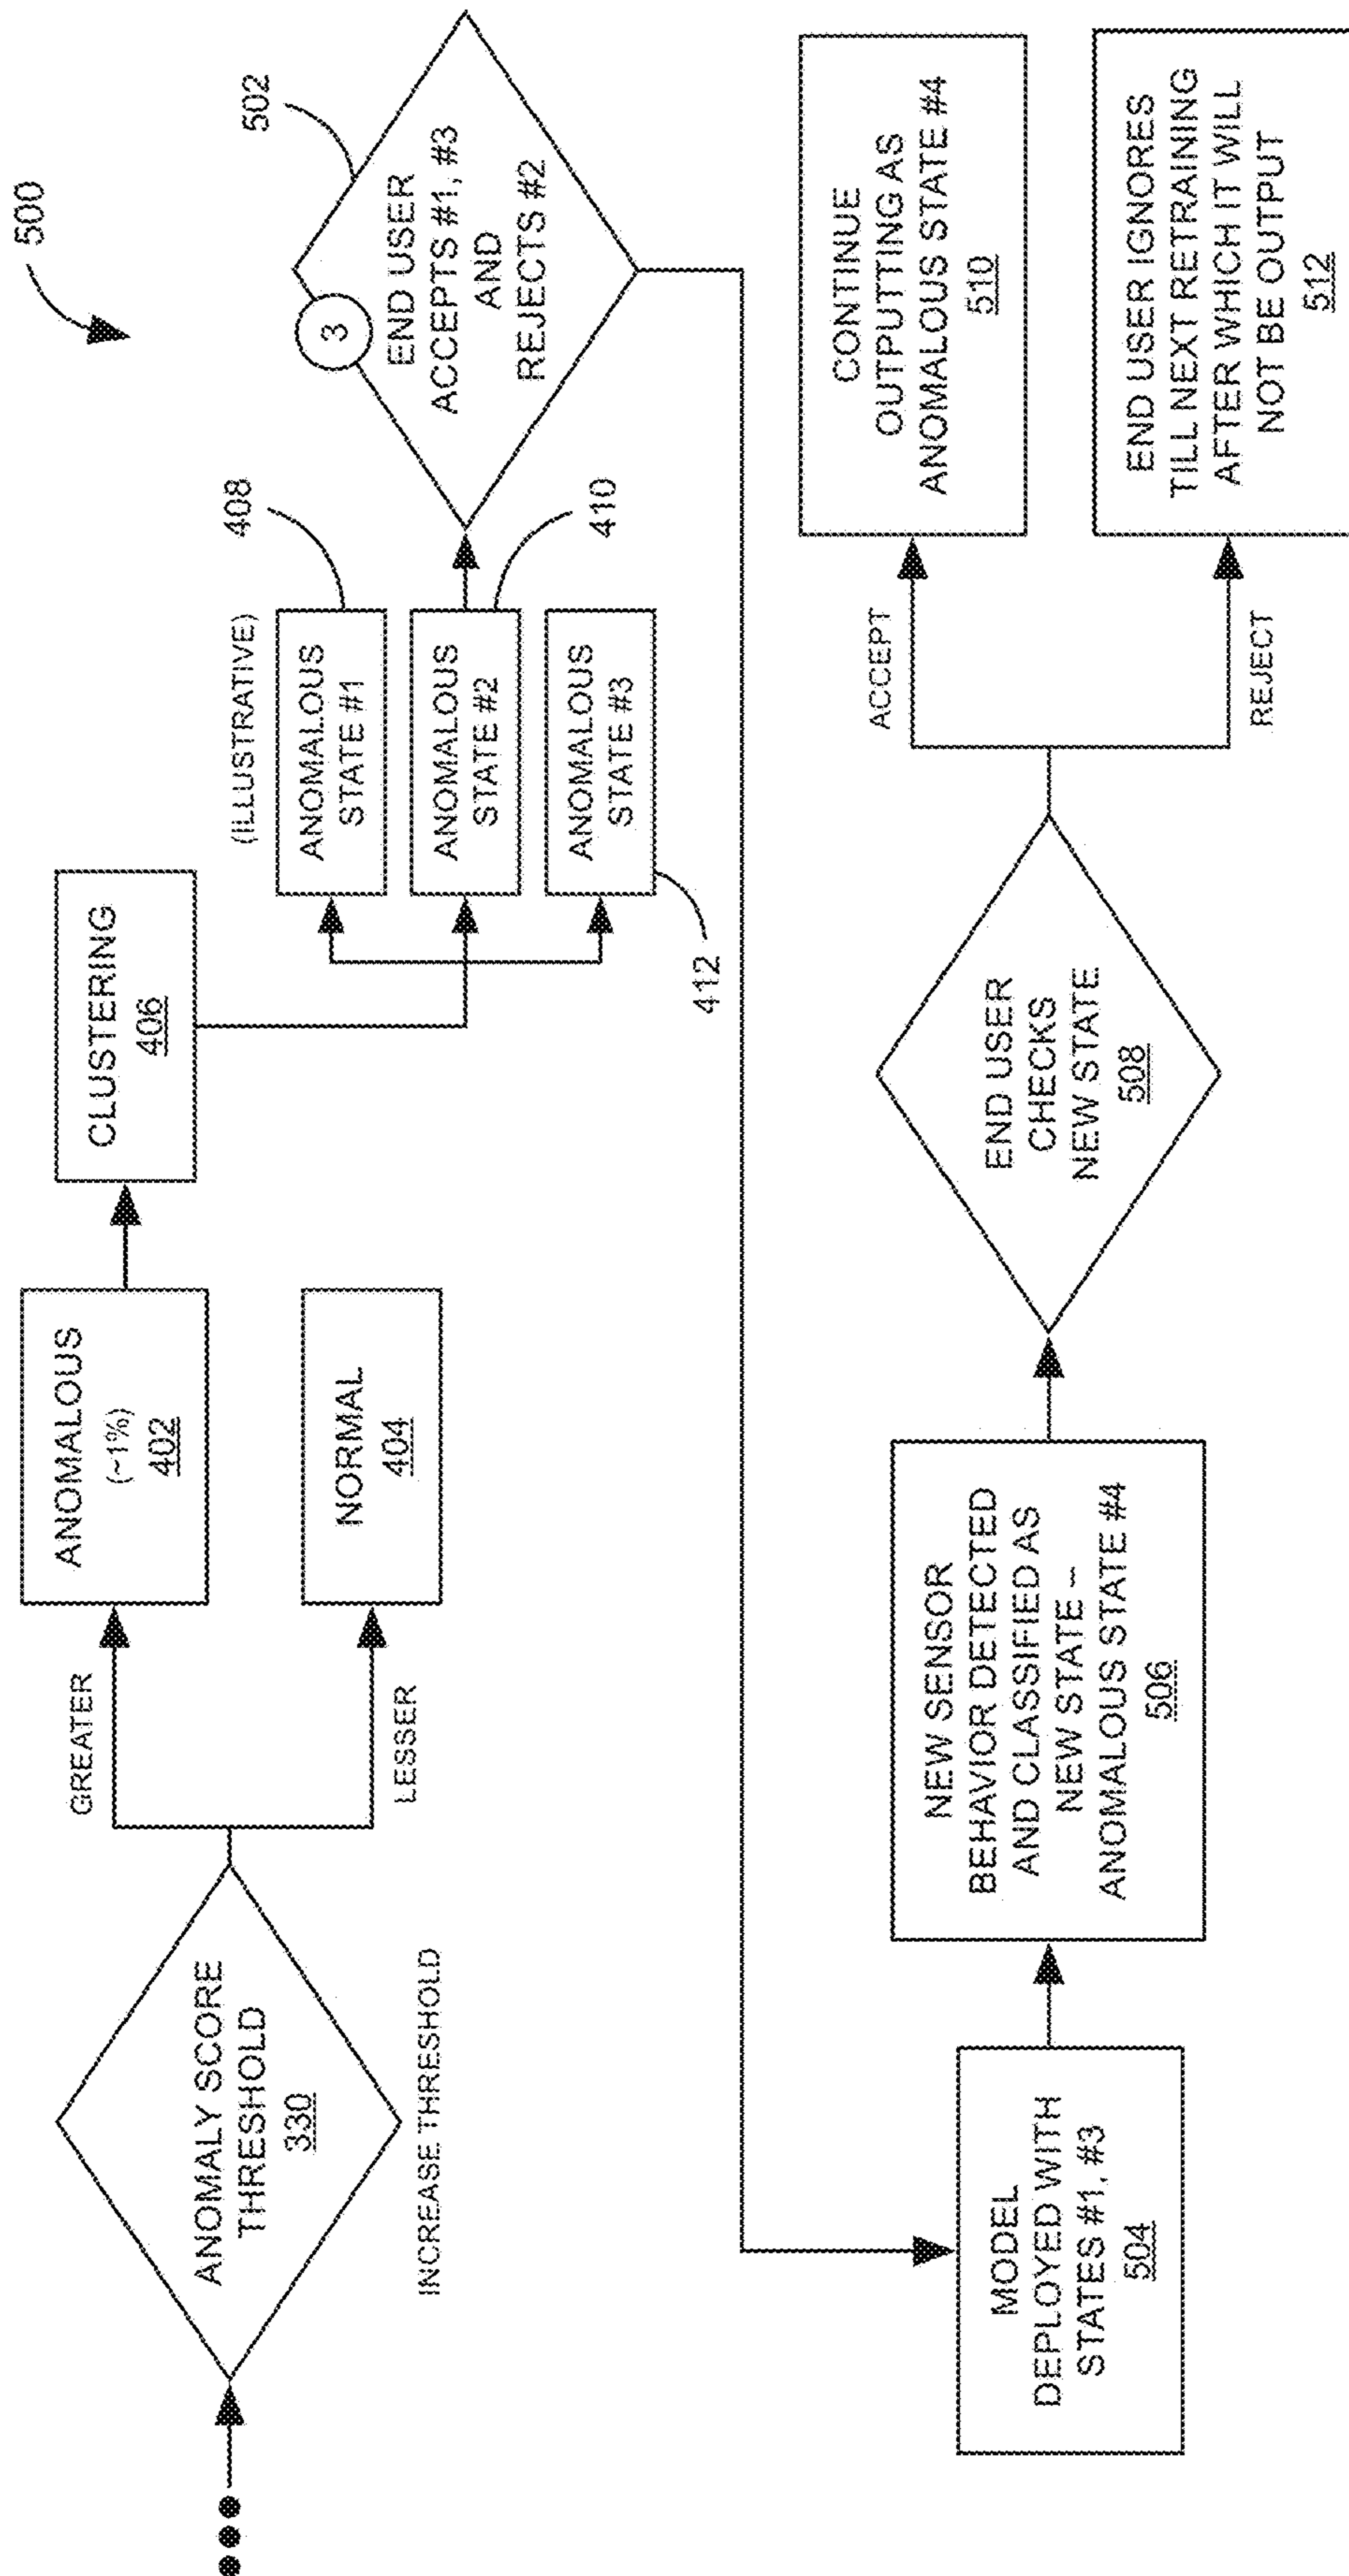 500
ANOMALY SCORE
THRESHOLD
330
INCREASE THRESHOLD
GREATER
LESSER
ANOMALOUS
(~1%)
402
NORMAL
404
CLUSTERING
406
(ILLUSTRATIVE)
ANOMALOUS
STATE #1
408
ANOMALOUS
STATE #2
410
ANOMALOUS
STATE #3
412
3
END USER
ACCEPTS #1, #3
AND
REJECTS #2
502
MODEL
DEPLOYED WITH
STATES #1, #3
504
NEW SENSOR
BEHAVIOR DETECTED
AND CLASSIFIED AS
NEW STATE –
ANOMALOUS STATE #4
506
END USER
CHECKS
NEW STATE
508
ACCEPT
REJECT
CONTINUE
OUTPUTTING AS
ANOMALOUS STATE #4
510
END USER IGNORES
TILL NEXT RETRAINING
AFTER WHICH IT WILL
NOT BE OUTPUT
512